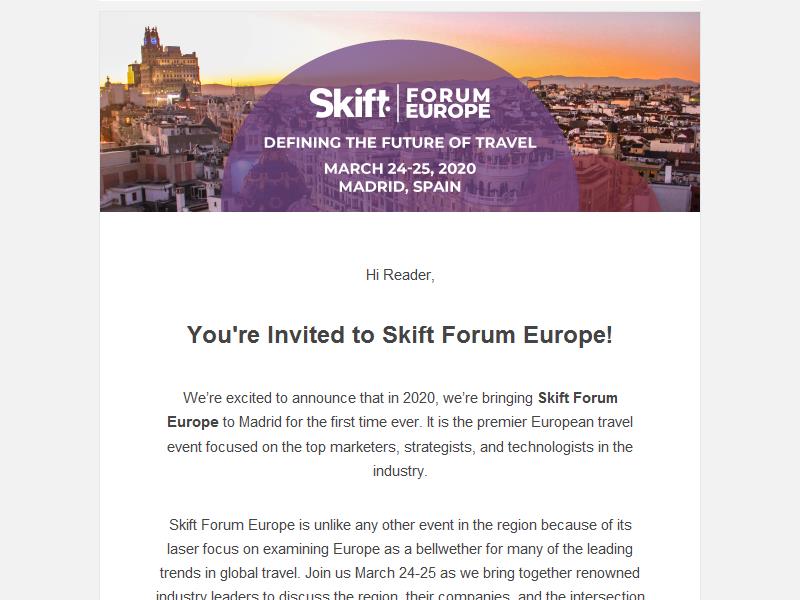 Skift FORUM
EUROPE
DEFINING THE FUTURE OF TRAVEL
MARCH 24-25, 2020
MADRID, SPAIN
Hi Reader,
You're Invited to Skift Forum Europe!
We’re excited to announce that in 2020, we’re bringing Skift Forum
Europe to Madrid for the first time ever. It is the premier European travel
event focused on the top marketers, strategists, and technologists in the
industry.
Skift Forum Europe is unlike any other event in the region because of its
laser focus on examining Europe as a bellwether for many of the leading
trends in global travel. Join us March 24-25 as we bring together renowned
industry leaders to discuss the region, their companies, and the intersection